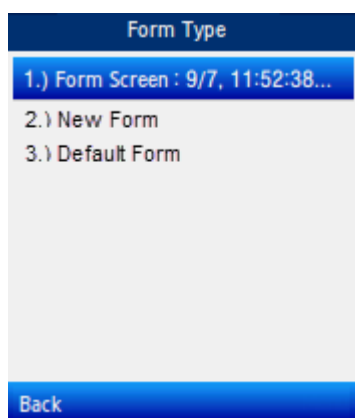 Form Type
1.) Form Screen : 9/7, 11:52:38...
2.) New Form
3.) Default Form
Back